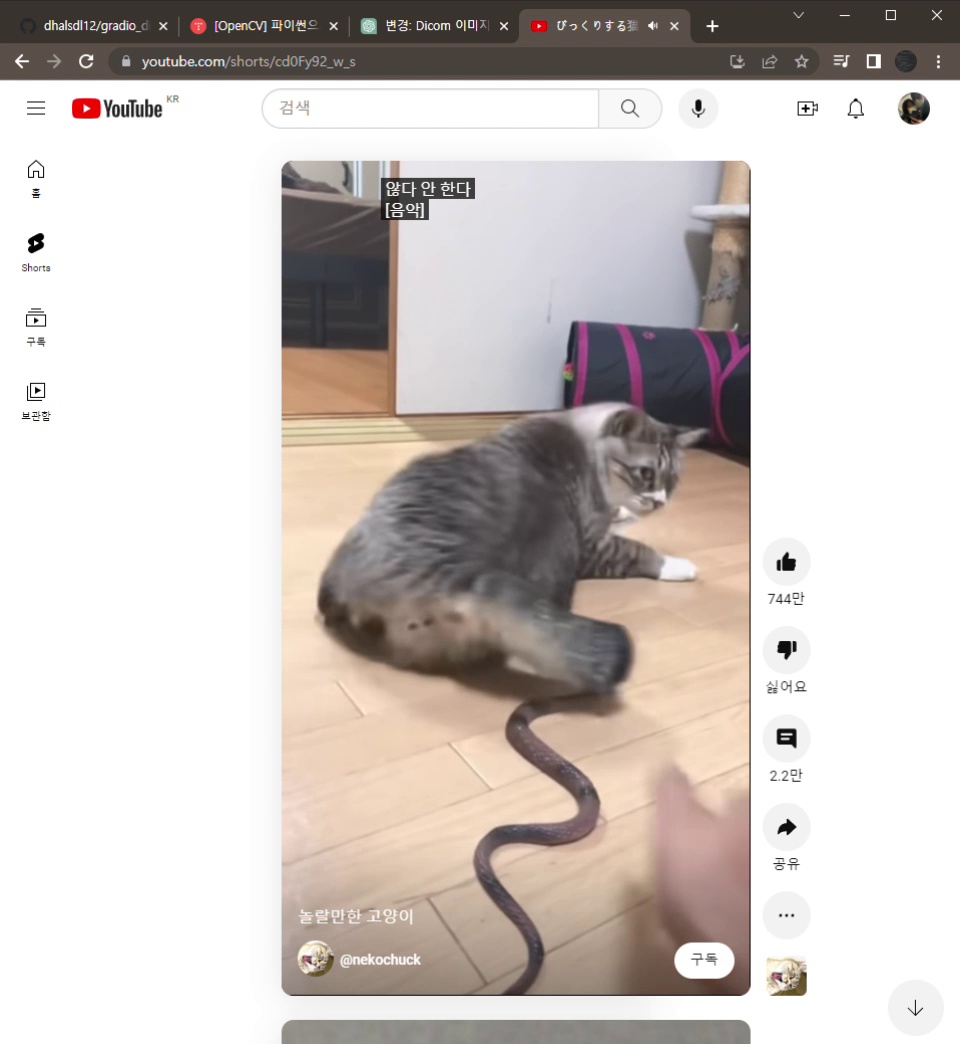 dhalsdl12/gradio_d
[OpenCV] 파이썬으
변경: Dicom 이미지
びっくりする猫
youtube.com/shorts/cd0Fy92_w_s
YouTube KR
검색
홈
Shorts
구독
보관함
않다 안 한다
[음악]
744만
싫어요
2.2만
공유
놀랄만한 고양이
@nekochuck
구독